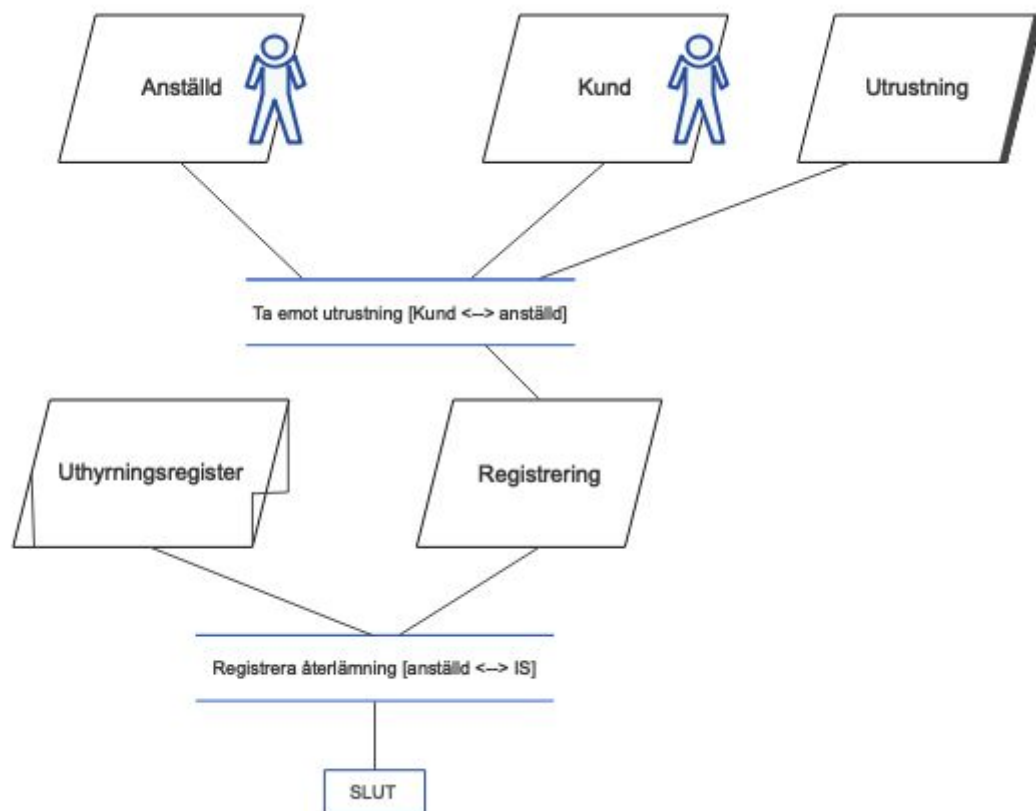 Anställd
Kund
Utrustning
Ta emot utrustning [Kund <--> anställd]
Uthyrningsregister
Registrering
Registrera återlämning [anställd <--> IS]
SLUT